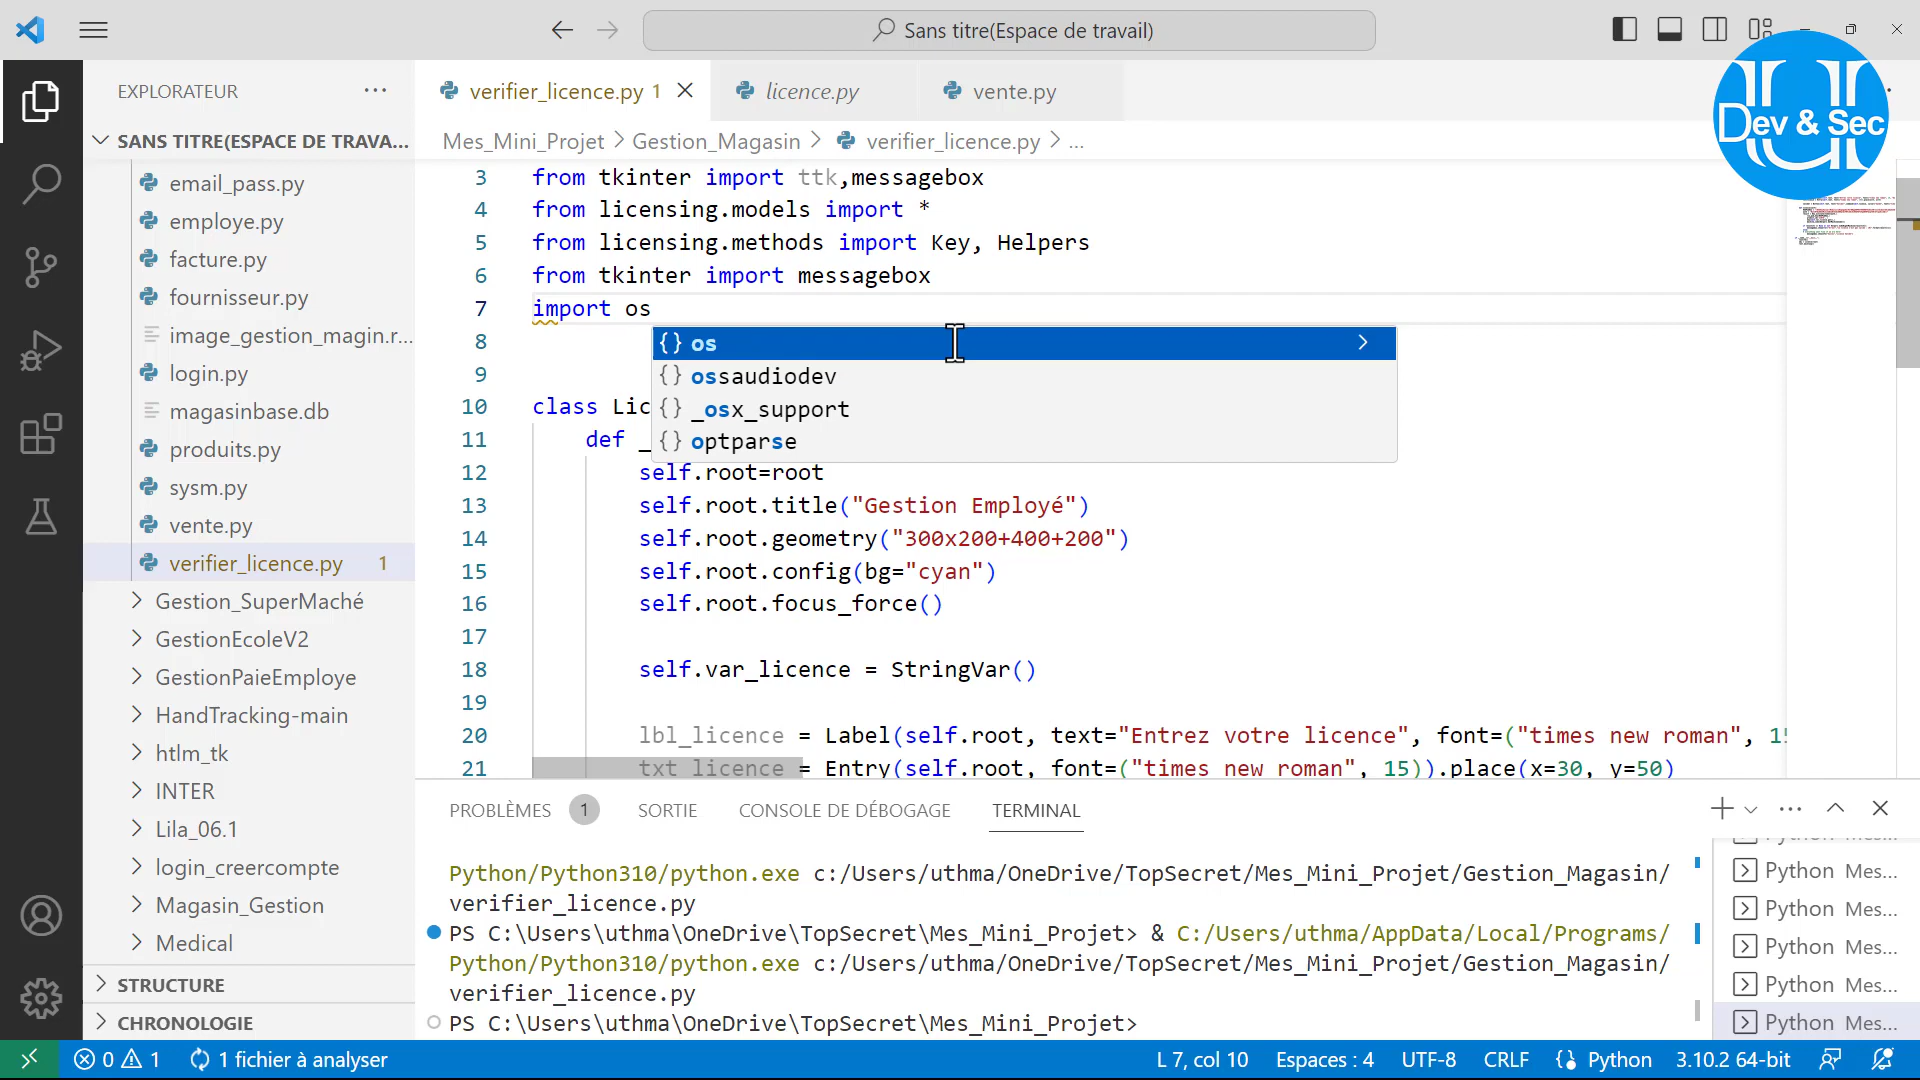 Sans titre(Espace de travail)
Dev & Sec
EXPLORATEUR
SANS TITRE(ESPACE DE TRAVA...
email_pass.py
employe.py
facture.py
fournisseur.py
image_gestion_magin.r...
login.py
magasinbase.db
produits.py
sysm.py
vente.py
verifier_licence.py 1
Gestion_SuperMaché
GestionEcoleV2
GestionPaieEmploye
HandTracking-main
htlm_tk
INTER
Lila_06.1
login_creercompte
Magasin_Gestion
Medical
STRUCTURE
CHRONOLOGIE
verifier_licence.py 1
licence.py
vente.py
Mes_Mini_Projet > Gestion_Magasin > verifier_licence.py > ...
3 from tkinter import ttk,messagebox
4 from licensing.models import *
5 from licensing.methods import Key, Helpers
6 from tkinter import messagebox
7 import os
8
9
10 class Lic
11 def _
12 self.root=root
13 self.root.title("Gestion Employé")
14 self.root.geometry("300x200+400+200")
15 self.root.config(bg="cyan")
16 self.root.focus_force()
17
18 self.var_licence = StringVar()
19
20 lbl_licence = Label(self.root, text="Entrez votre licence", font=("times new roman", 15
21 txt_licence = Entry(self.root, font=("times new roman", 15)).place(x=30, y=50)
{} os
{} ossaudiodev
{} _osx_support
{} optparse
PROBLÈMES 1 SORTIE CONSOLE DE DÉBOGAGE TERMINAL
Python/Python310/python.exe c:/Users/uthma/OneDrive/TopSecret/Mes_Mini_Projet/Gestion_Magasin/
verifier_licence.py
PS C:\Users\uthma\OneDrive\TopSecret\Mes_Mini_Projet> & C:/Users/uthma/AppData/Local/Programs/
Python/Python310/python.exe c:/Users/uthma/OneDrive/TopSecret/Mes_Mini_Projet/Gestion_Magasin/
verifier_licence.py
PS C:\Users\uthma\OneDrive\TopSecret\Mes_Mini_Projet>
Python Mes...
Python Mes...
Python Mes...
Python Mes...
Python Mes...
0 1 1 fichier à analyser L 7, col 10 Espaces : 4 UTF-8 CRLF Python 3.10.2 64-bit